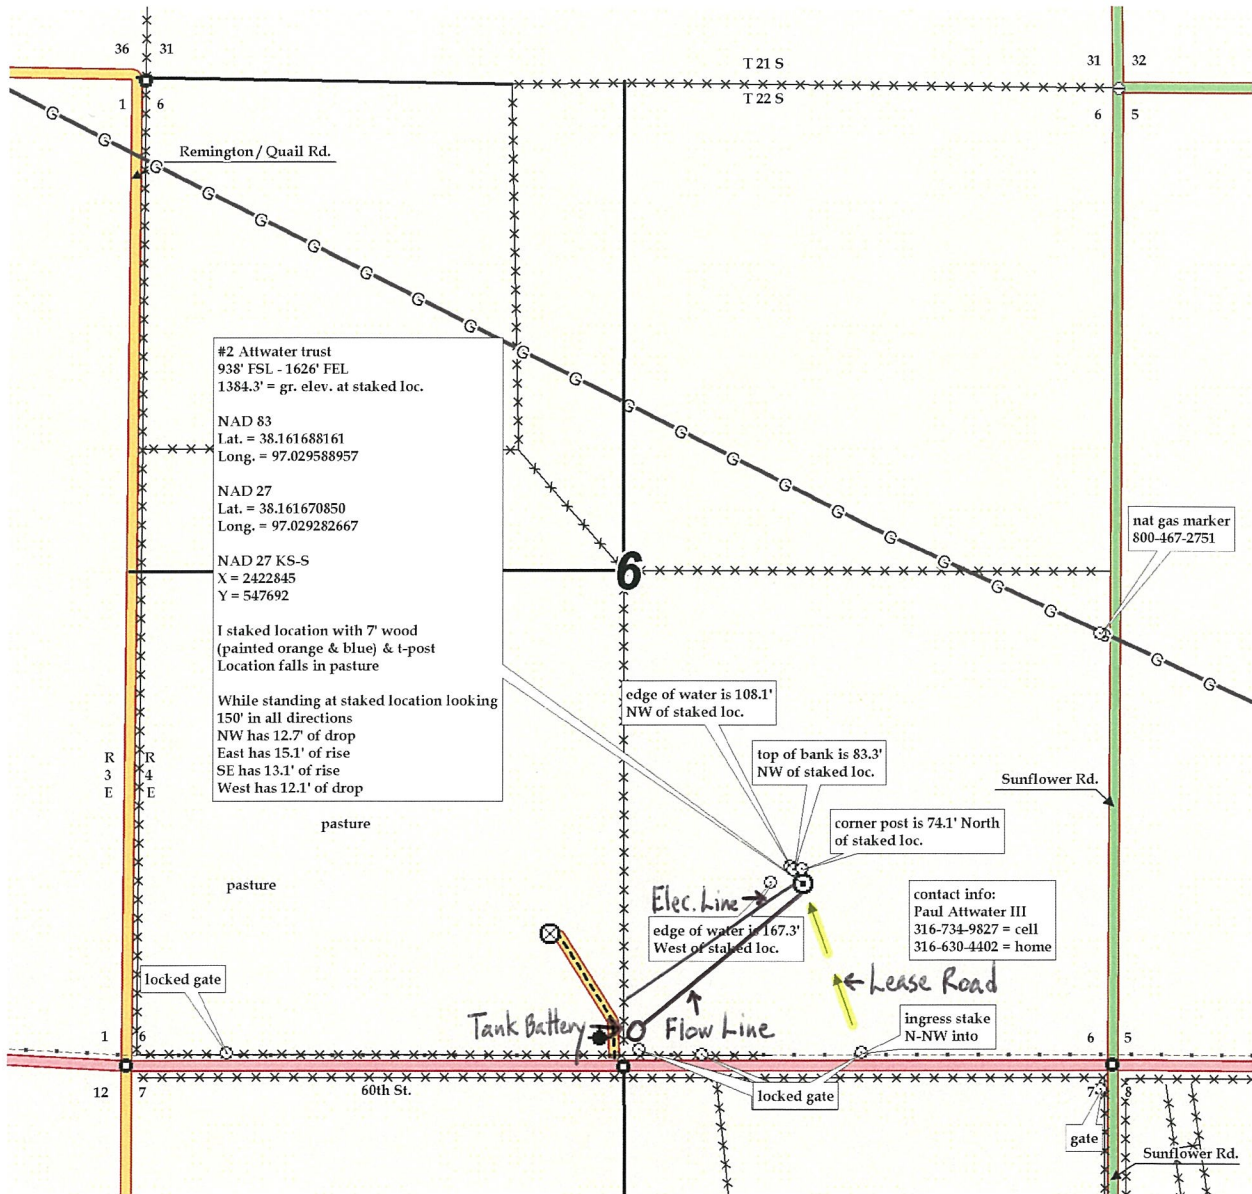 36 31
T 21 S
31 32
1 6
T 22 S
6 5
Remington / Quail Rd.
G G G G G G G G G G G G G G G G G G G G G G G
#2 Attwater trust
938' FSL - 1626' FEL
1384.3' = gr. elev. at staked loc.
NAD 83
Lat. = 38.161688161
Long. = 97.029588957
NAD 27
Lat. = 38.161670850
Long. = 97.029282667
NAD 27 KS-S
X = 2422845
Y = 547692
I staked location with 7' wood
(painted orange & blue) & t-post
Location falls in pasture
While standing at staked location looking
150' in all directions
NW has 12.7' of drop
East has 15.1' of rise
SE has 13.1' of rise
West has 12.1' of drop
6
nat gas marker
800-467-2751
edge of water is 108.1'
NW of staked loc.
top of bank is 83.3'
NW of staked loc.
R R
3 4
E E
Sunflower Rd.
pasture
corner post is 74.1' North
of staked loc.
pasture
Elec. Line
edge of water is 167.3'
West of staked loc.
contact info:
Paul Attwater III
316-734-9827 = cell
316-630-4402 = home
locked gate
Lease Road
Tank Battery
Flow Line
ingress stake
N-NW into
1 6
6 5
12 7
60th St.
locked gate
7 8
gate
Sunflower Rd.